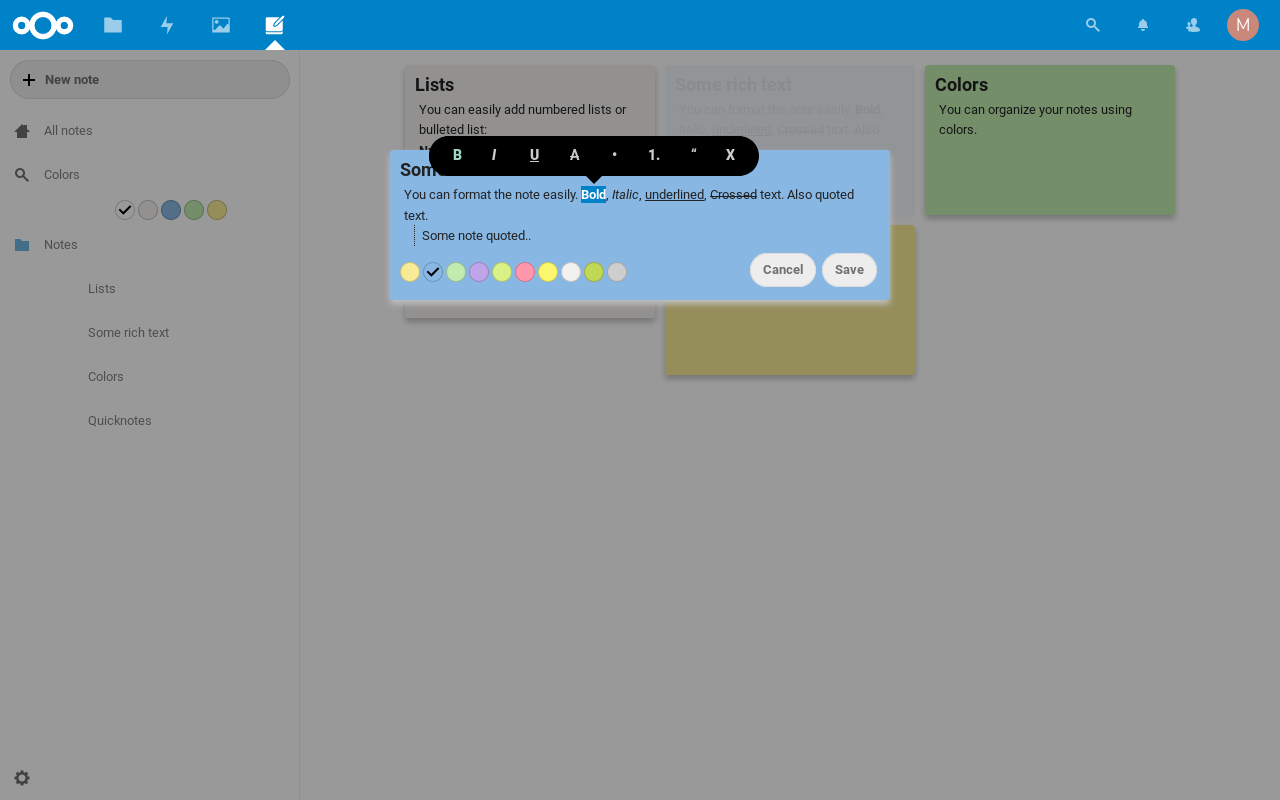 M
New note
All notes
Colors
Notes
Lists
Some rich text
Colors
Quicknotes
Lists
You can easily add numbered lists or
bulleted list:
Some rich text
You can format the note easily. Bold,
Italic, underlined, Crossed text. Also
Colors
You can organize your notes using
colors.
B I U A • 1. “ X
You can format the note easily. Bold, Italic, underlined, Crossed text. Also quoted
text.
Some note quoted..
Cancel
Save